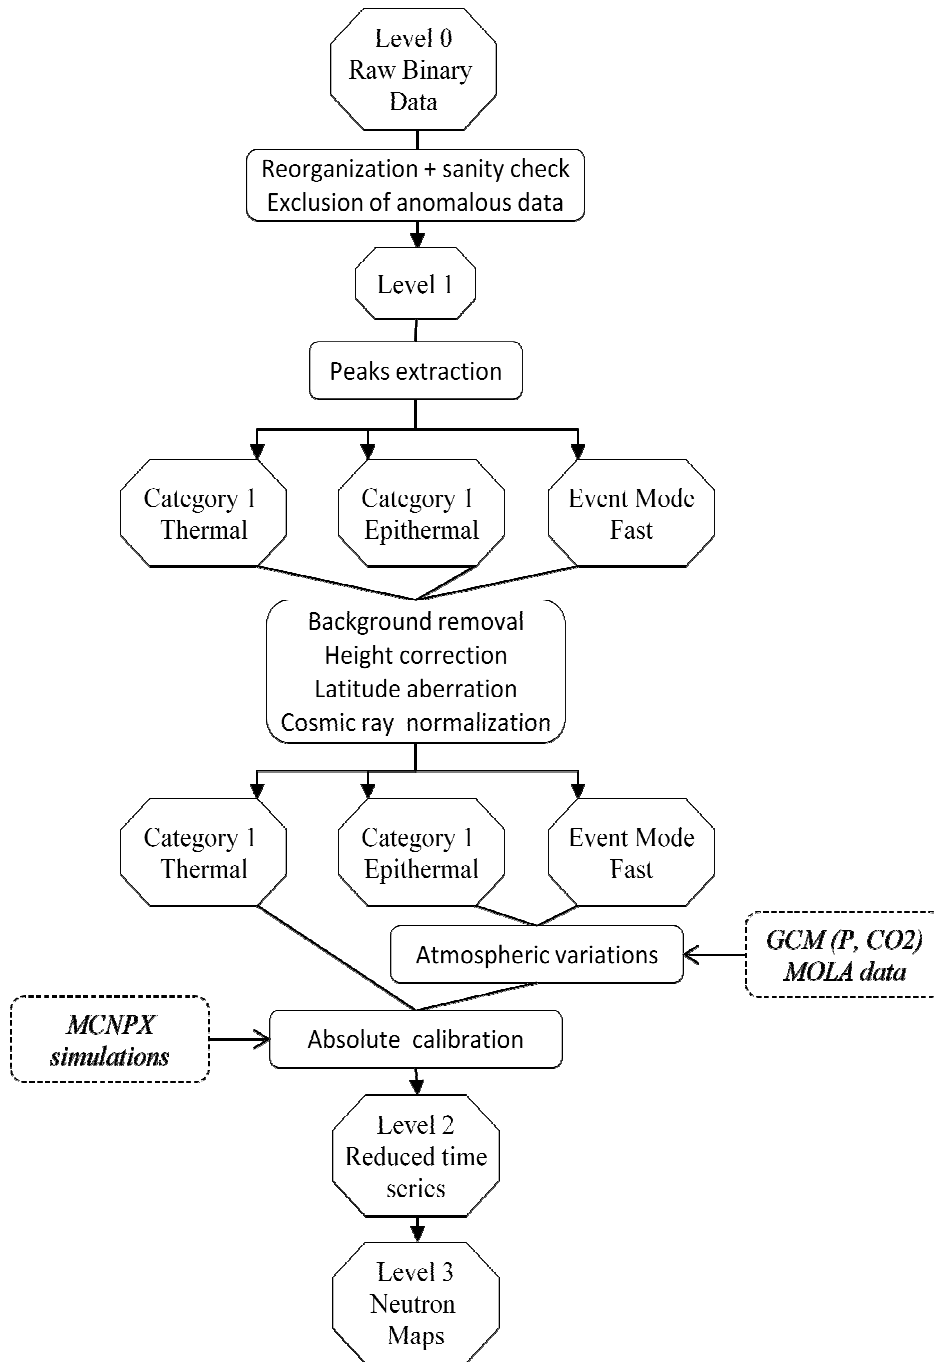 Level 0
Raw Binary
Data
Reorganization + sanity check
Exclusion of anomalous data
Level 1
Peaks extraction
Category 1
Thermal
Category 1
Epithermal
Event Mode
Fast
Background removal
Height correction
Latitude aberration
Cosmic ray normalization
Category 1
Thermal
Category 1
Epithermal
Event Mode
Fast
Atmospheric variations
GCM (P, CO2)
MOLA data
MCNPX
simulations
Absolute calibration
Level 2
Reduced time
series
Level 3
Neutron
Maps